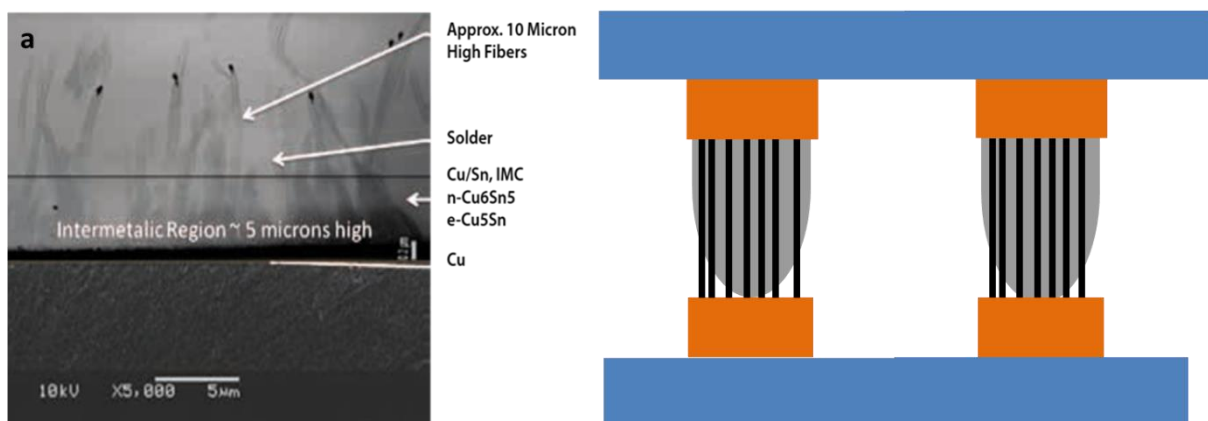 a
Approx. 10 Micron
High Fibers
Solder
Cu/Sn, IMC
n-Cu6Sn5
e-Cu5Sn
Intermetalic Region ~ 5 microns high
Cu
10kV X5,000 5μm